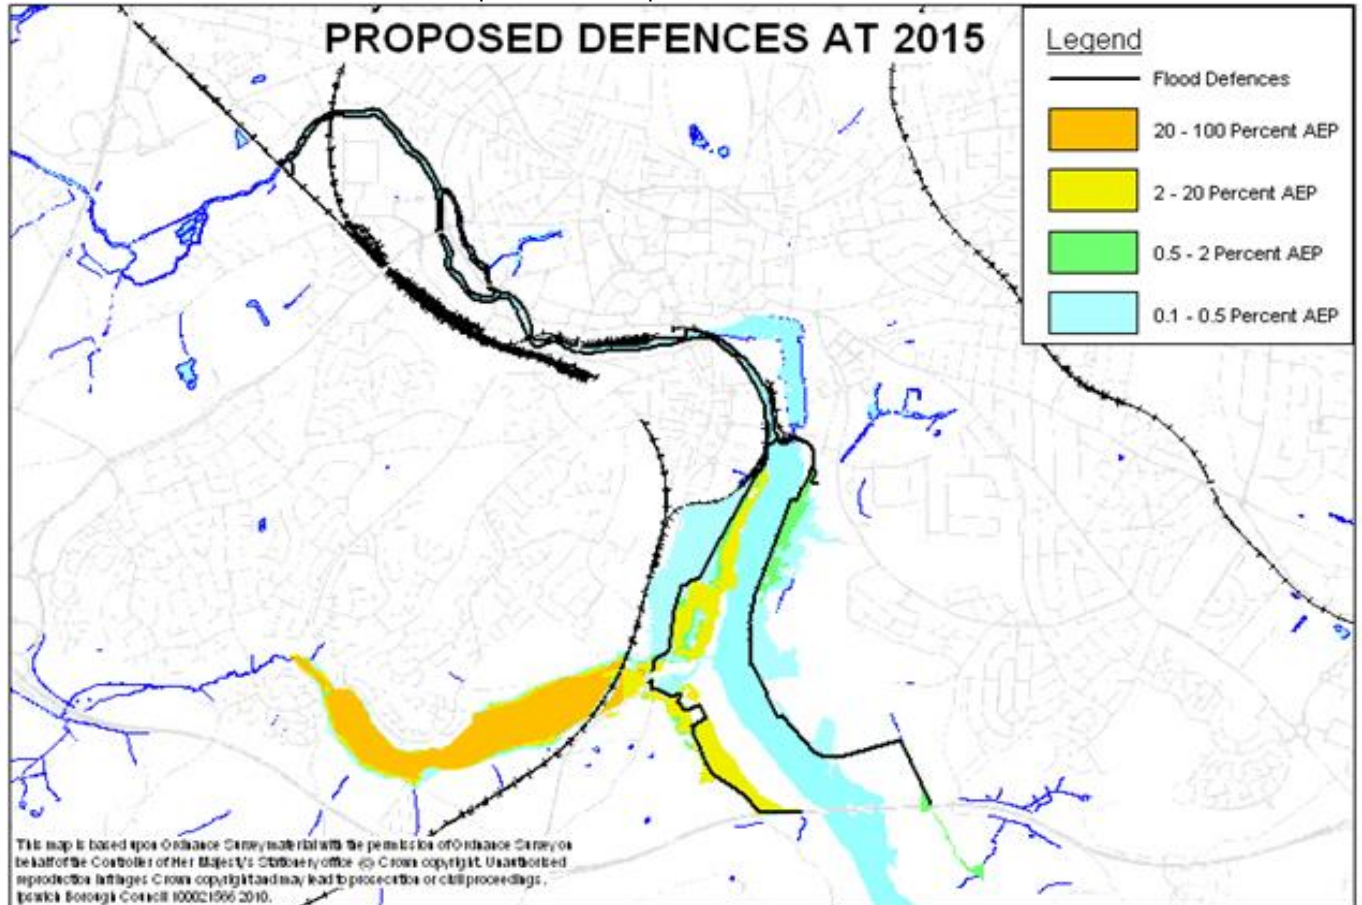 PROPOSED DEFENCES AT 2015
Legend
Flood Defences
20 - 100 Percent AEP
2 - 20 Percent AEP
0.5 - 2 Percent AEP
0.1 - 0.5 Percent AEP
This map is based upon Ordnance Survey material with the permission of Ordnance Survey on
behalf of the Controller of Her Majesty's Stationery office (c) Crown copyright. Unauthorised
reproduction infringes Crown copyright and may lead to prosecution or civil proceedings.
Ipswich Borough Council 100021566 2010.